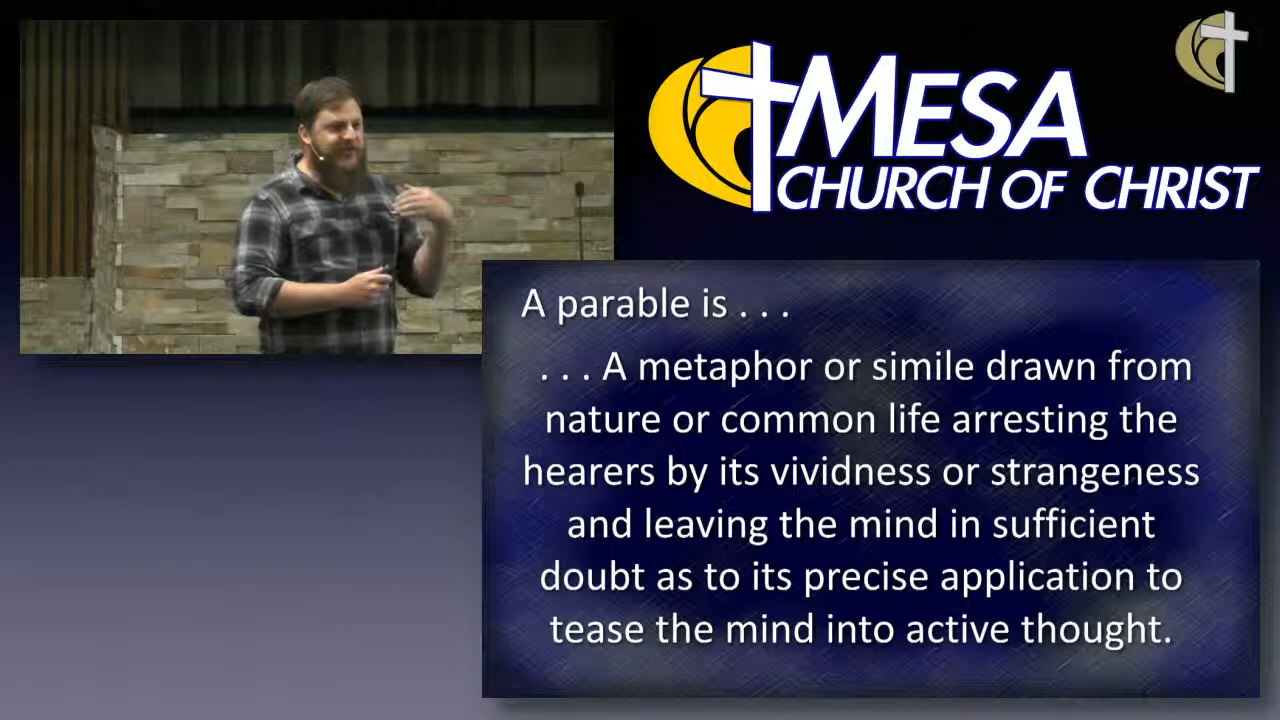 MESA
CHURCH OF CHRIST
A parable is . . .
. . . A metaphor or simile drawn from
nature or common life arresting the
hearers by its vividness or strangeness
and leaving the mind in sufficient
doubt as to its precise application to
tease the mind into active thought.